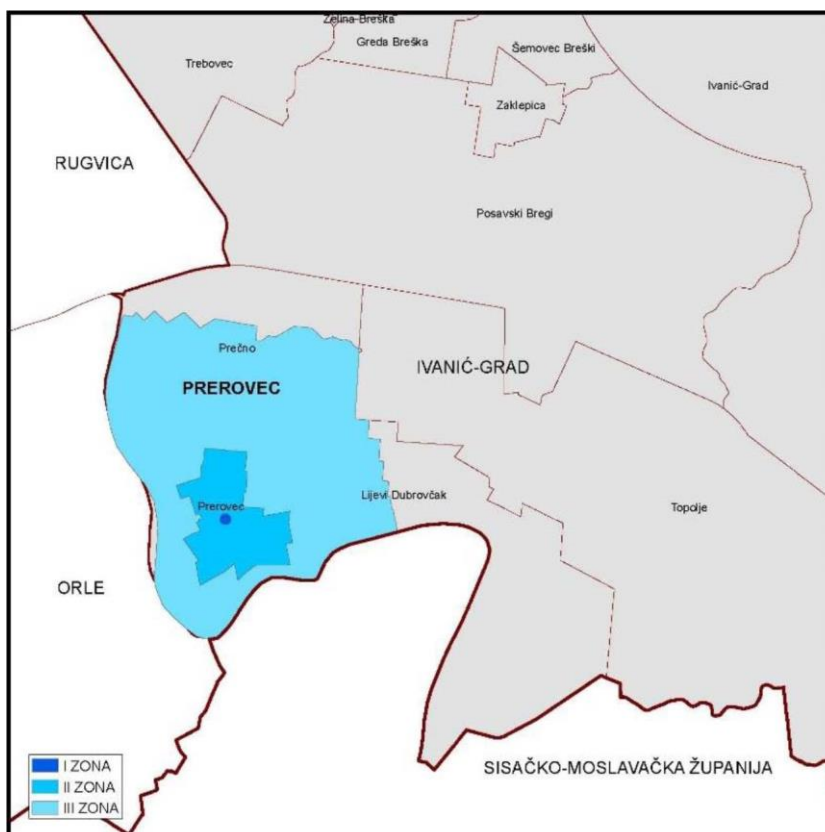 Zelina Breška
Greda Breška
Šemovec Breški
Trebovec
Ivanić-Grad
Zaklepica
RUGVICA
Posavski Bregi
Prečno
IVANIĆ-GRAD
PREROVEC
Lijevi Dubrovčak
Prerovec
Topolje
ORLE
I ZONA
II ZONA
III ZONA
SISAČKO-MOSLAVAČKA ŽUPANIJA